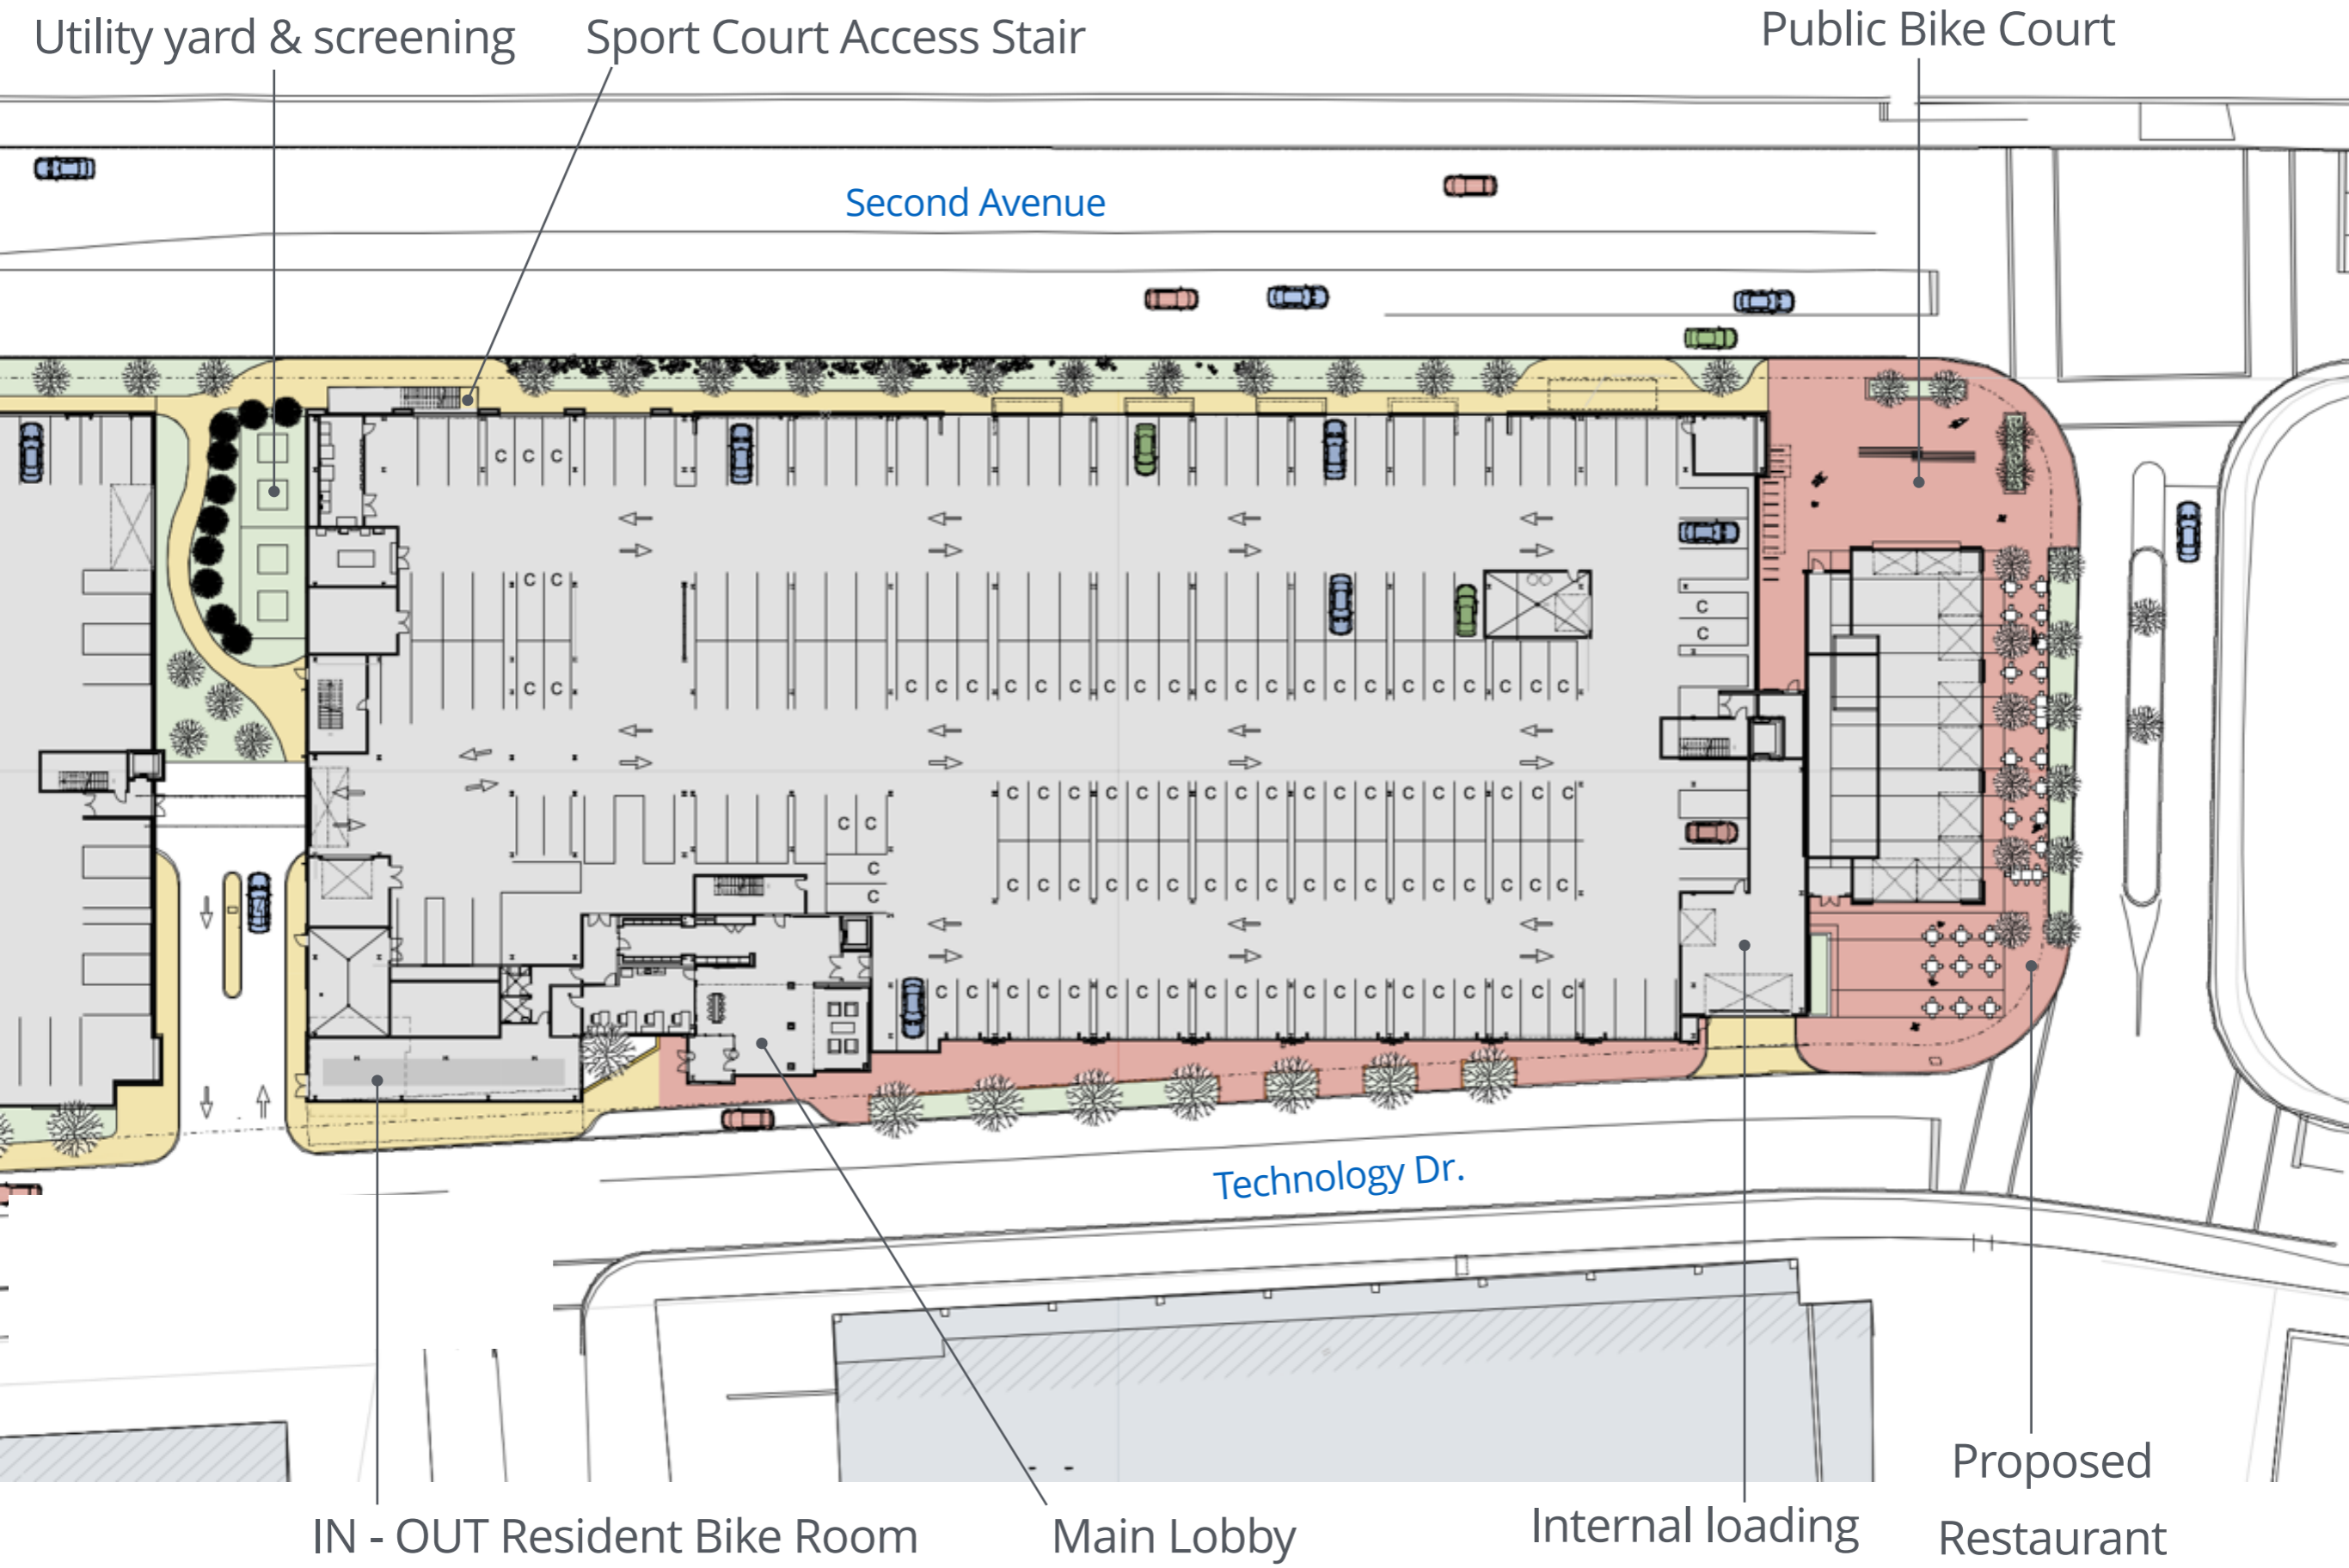 Utility yard & screening
Sport Court Access Stair
Public Bike Court
Second Avenue
C C C
C C
C
C
C C
C C C C C C C C C C C C C C C C C C C C C C C
C C C C C C C C C C C C C C C C C C
C C
C
C
C C C C C C C C C C C C C C C C C C
C C C C C C C C C C C C C C C C C C C C
Technology Dr.
Proposed
Restaurant
IN - OUT Resident Bike Room
Main Lobby
Internal loading